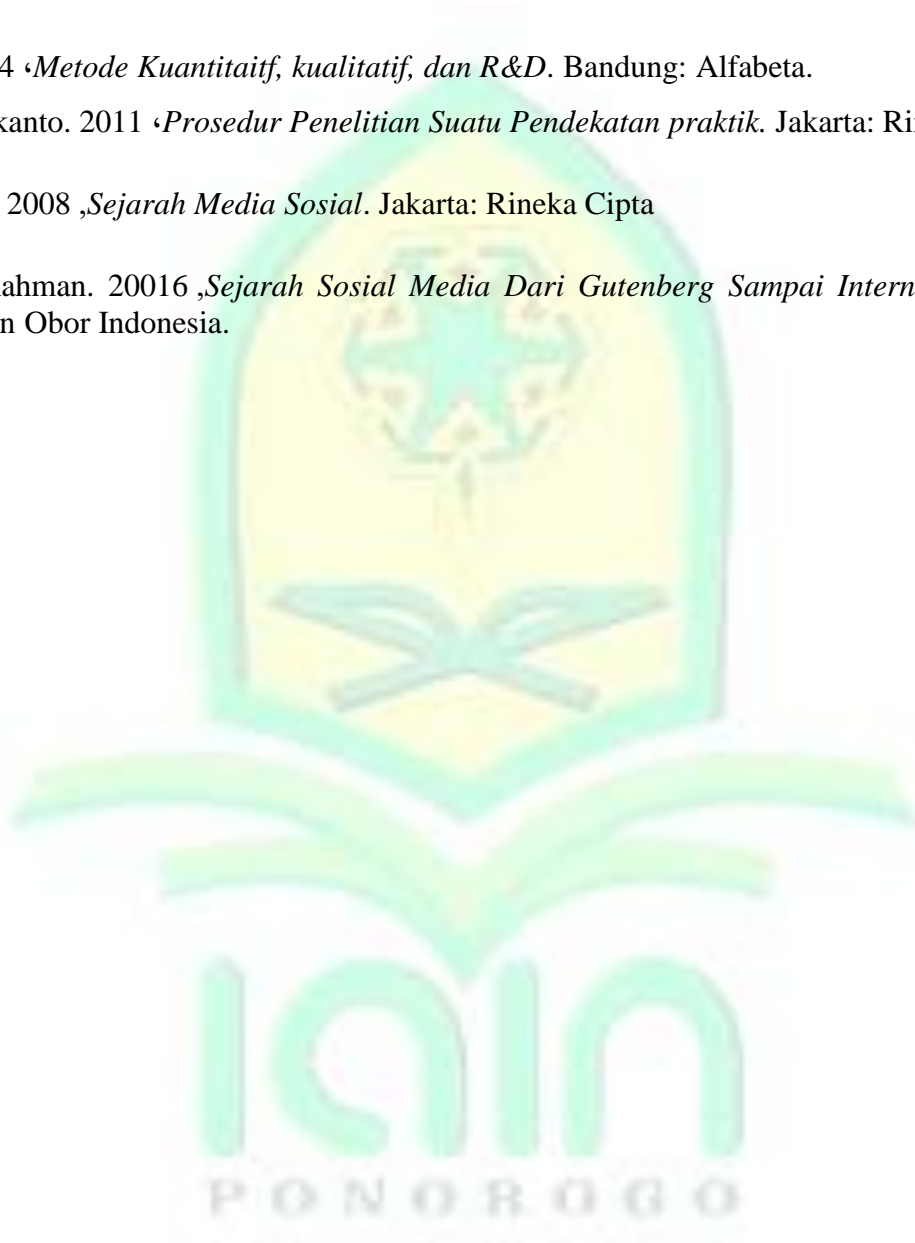 4 ،Metode Kuantitaitf, kualitatif, dan R&D. Bandung: Alfabeta.
kanto. 2011 ،Prosedur Penelitian Suatu Pendekatan praktik. Jakarta: Ri
2008 ,Sejarah Media Sosial. Jakarta: Rineka Cipta
ahman. 20016 ,Sejarah Sosial Media Dari Gutenberg Sampai Intern
n Obor Indonesia.
iain
PONOROGO